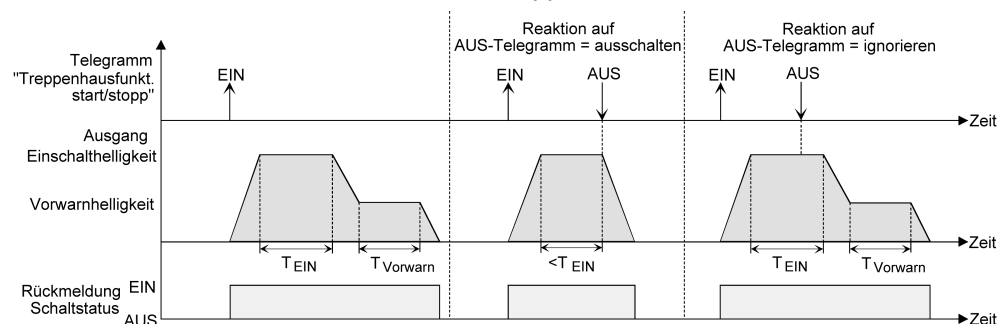 Reaktion auf
AUS-Telegramm = ausschalten
Reaktion auf
AUS-Telegramm = ignorieren
Telegramm
"Treppenhausfunkt.
start/stopp"
EIN
EIN
AUS
EIN
AUS
Zeit
Ausgang
Einschalthelligkeit
Vorwarnhelligkeit
Zeit
T EIN
T Vorwarn
<T EIN
T EIN
T Vorwarn
Rückmeldung
Schaltstatus
EIN
AUS
Zeit